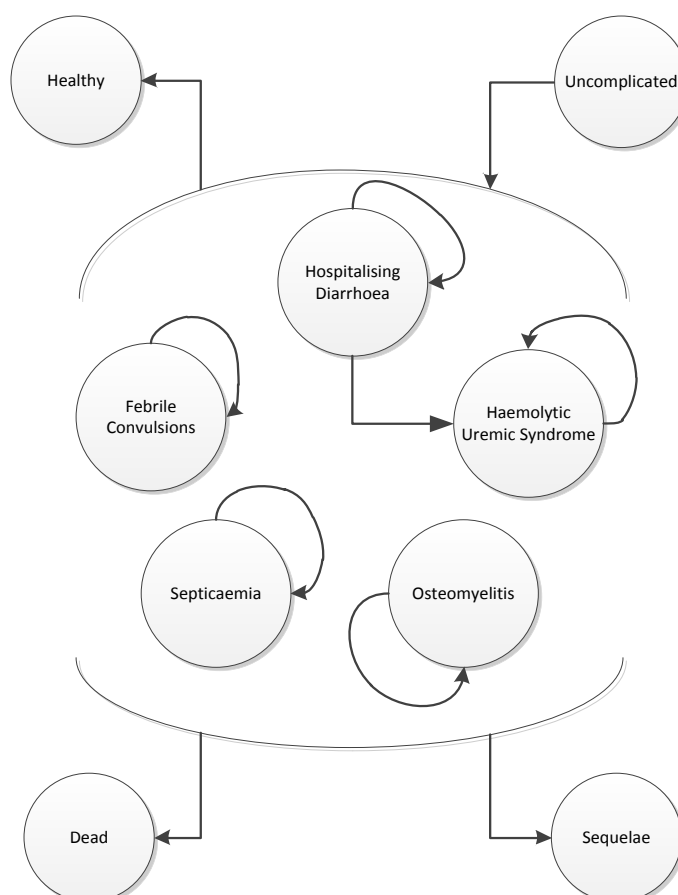 Healthy
Uncomplicated
Hospitalising
Diarrhoea
Febrile
Convulsions
Haemolytic
Uremic Syndrome
Septicaemia
Osteomyelitis
Dead
Sequelae